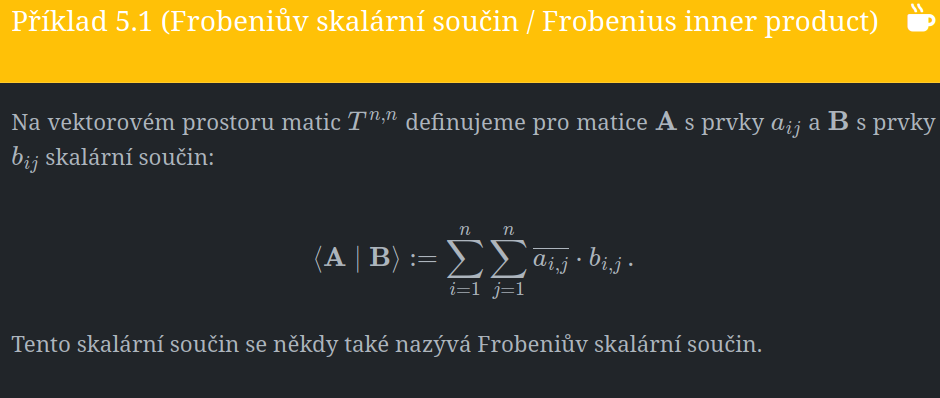 Příklad 5.1 (Frobeniův skalární součin / Frobenius inner product)
Na vektorovém prostoru matic $T^{n,n}$ definujeme pro matice $\mathbf{A}$ s prvky $a_{ij}$ a $\mathbf{B}$ s prvky
$b_{ij}$ skalární součin:
$\langle \mathbf{A} \mid \mathbf{B} \rangle := \sum_{i=1}^{n} \sum_{j=1}^{n} \overline{a_{i,j}} \cdot b_{i,j}\,.$
Tento skalární součin se někdy také nazývá Frobeniův skalární součin.